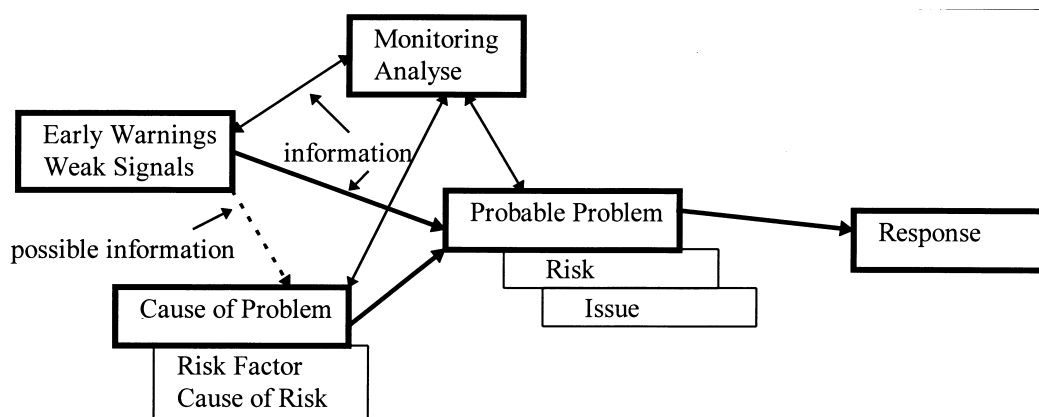 Monitoring
Analyse
Early Warnings
Weak Signals
information
possible information
Probable Problem
Response
Risk
Issue
Cause of Problem
Risk Factor
Cause of Risk